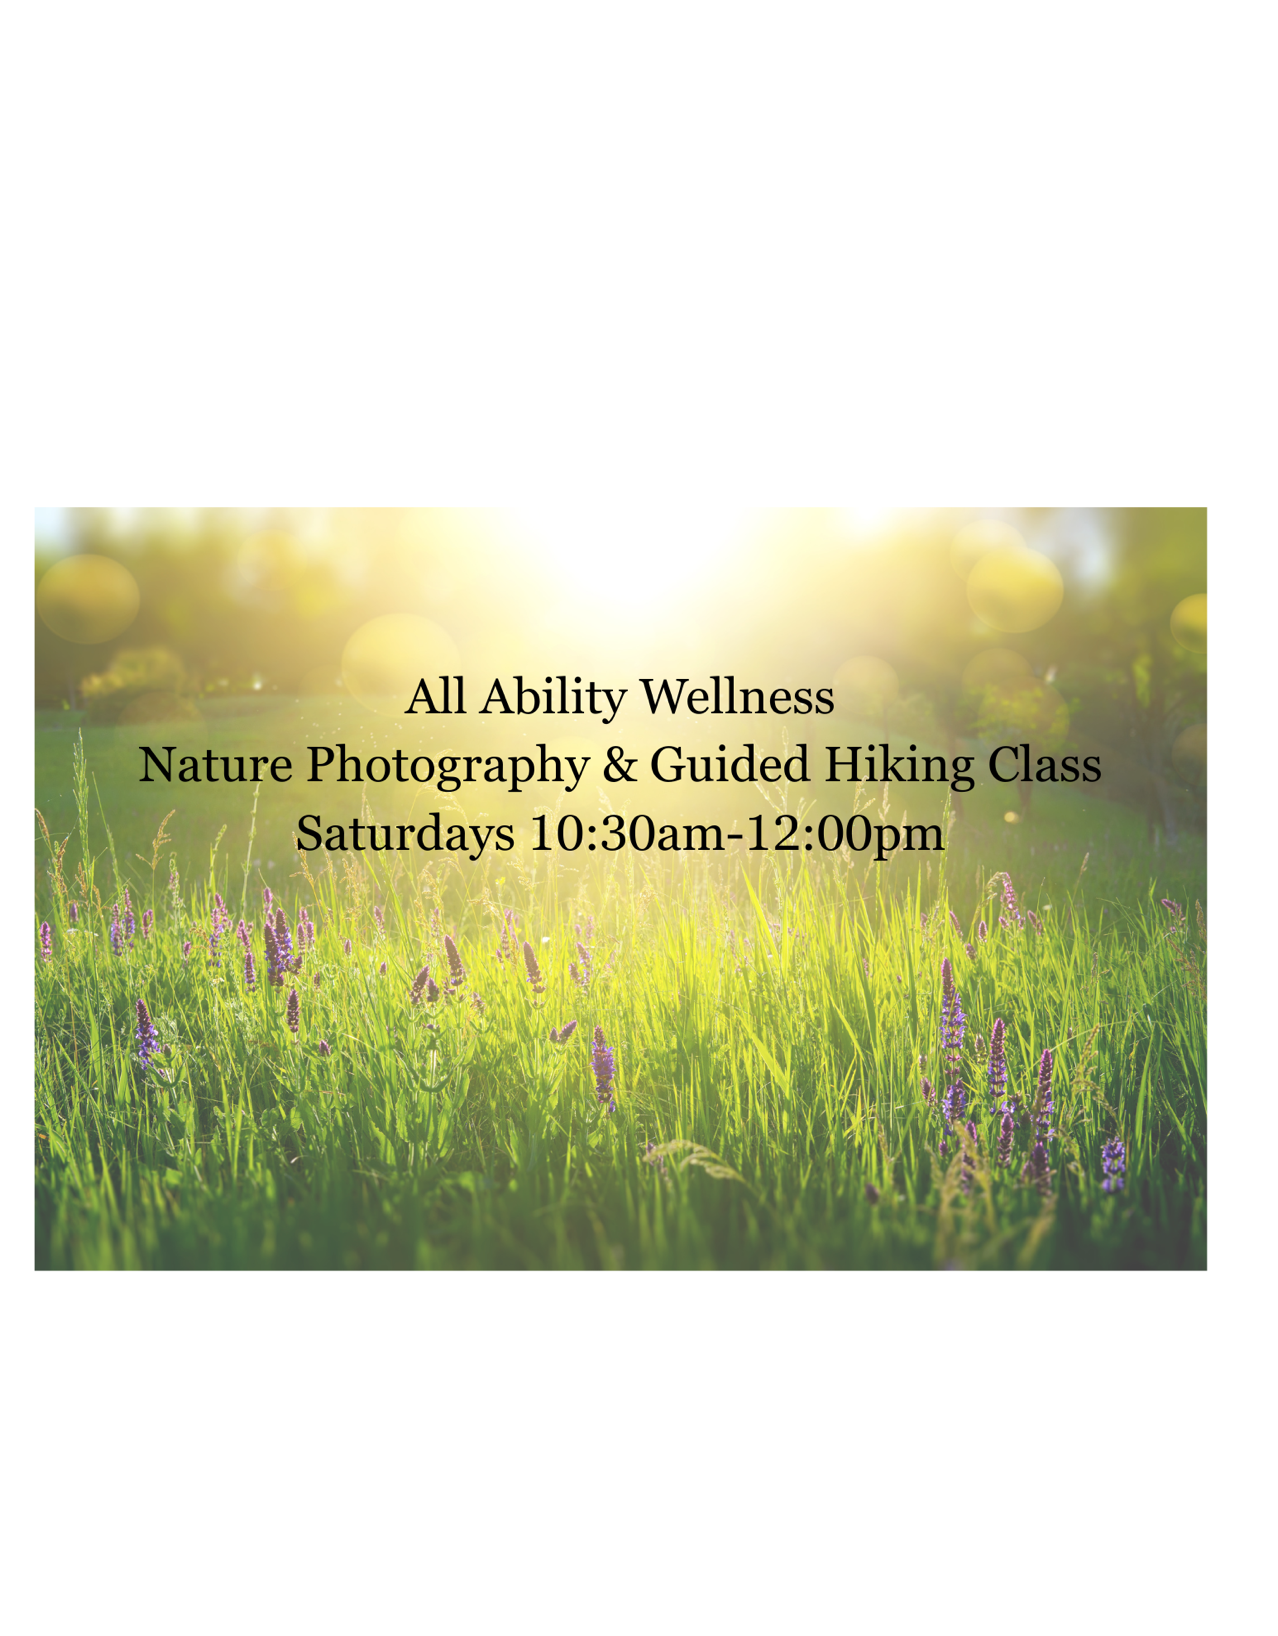 All Ability Wellness
Nature Photography & Guided Hiking Class
Saturdays 10:30am-12:00pm